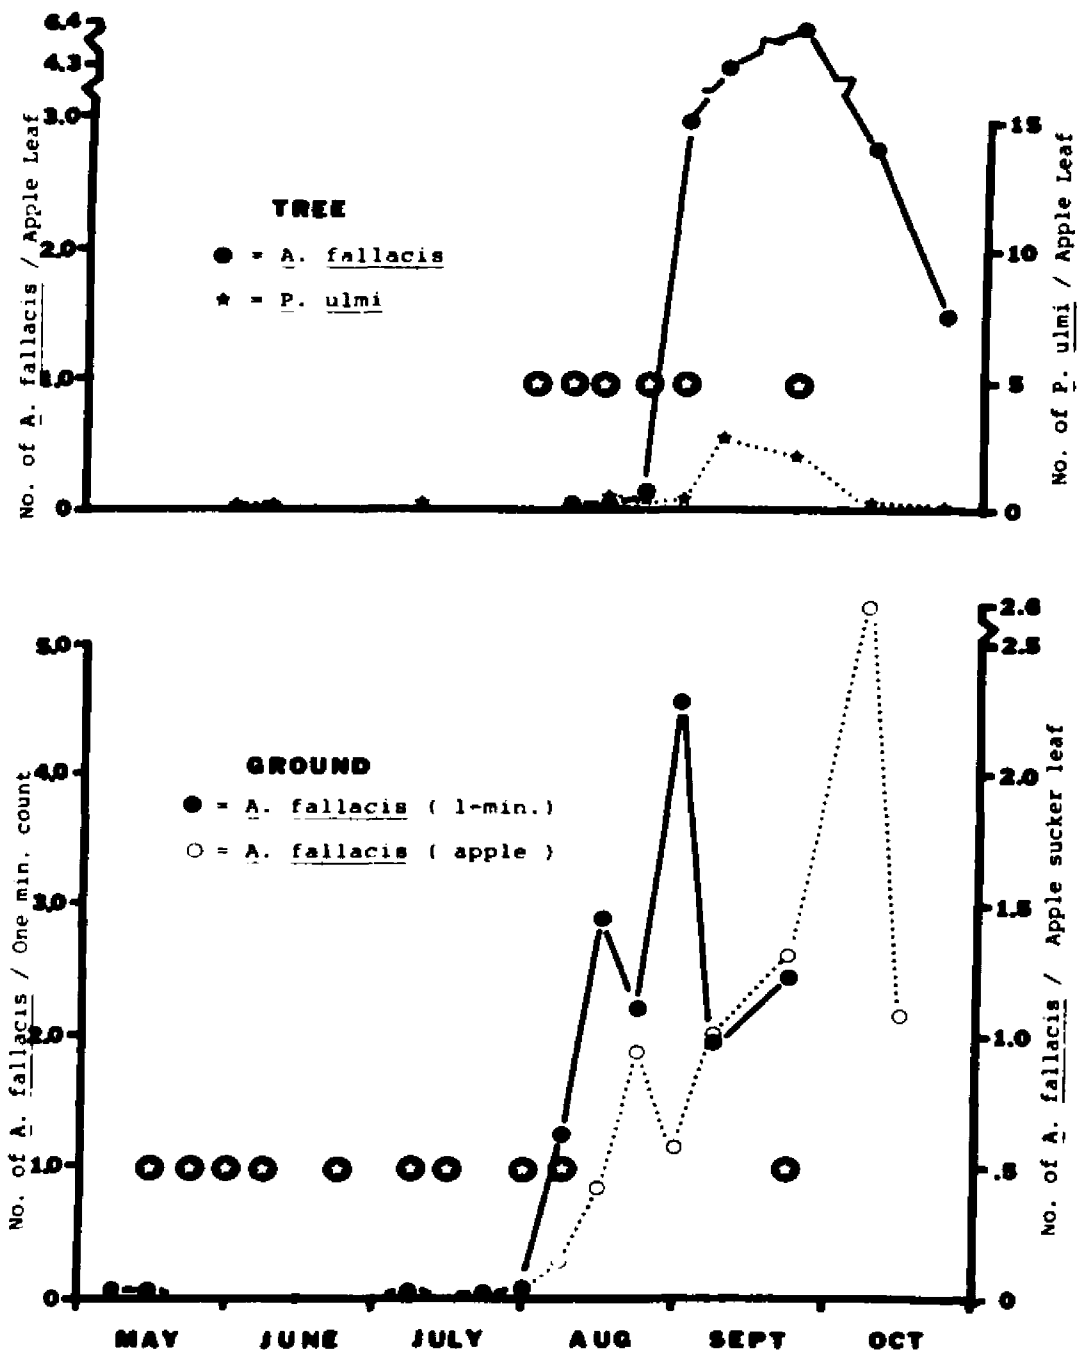 6.4
4.3
3.0
2.0
1.0
0
No. of A. fallacis / Apple Leaf
TREE
● = A. fallacis
★ = P. ulmi
15
10
5
0
No. of P. ulmi / Apple Leaf
5.0
4.0
3.0
2.0
1.0
0
No. of A. fallacis / One min. count
GROUND
● = A. fallacis ( 1-min.)
○ = A. fallacis ( apple )
2.6
2.5
2.0
1.5
1.0
.5
0
No. of A. fallacis / Apple sucker leaf
MAY JUNE JULY AUG SEPT OCT